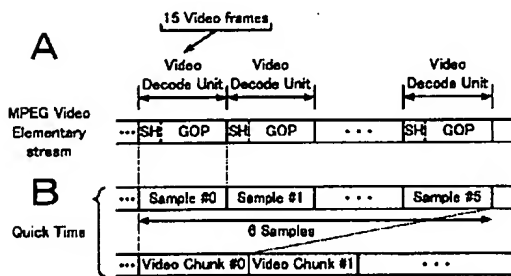 15 Video frames
A
Video Decode Unit
Video Decode Unit
Video Decode Unit
MPEG Video Elementary stream
... SH GOP SH GOP ... SH GOP
B
Quick Time
... Sample #0 Sample #1 ... Sample #5
6 Samples
... Video Chunk #0 Video Chunk #1 ...